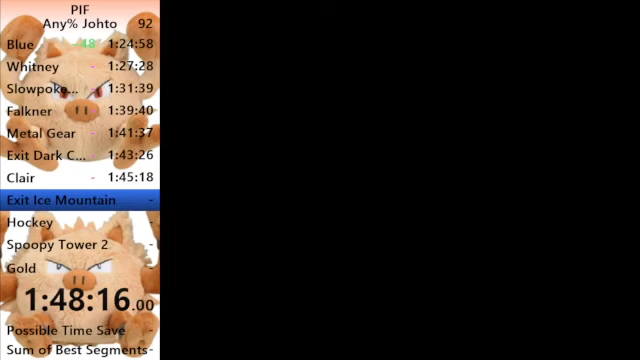 PIF
Any% Johto 92
Blue - 48 1:24:58
Whitney - 1:27:28
Slowpoke... - 1:31:39
Falkner - 1:39:40
Metal Gear - 1:41:37
Exit Dark C... - 1:43:26
Clair - 1:45:18
Exit Ice Mountain -
Hockey -
Spoopy Tower 2 -
Gold -
1:48:16.00
Possible Time Save -
Sum of Best Segments -